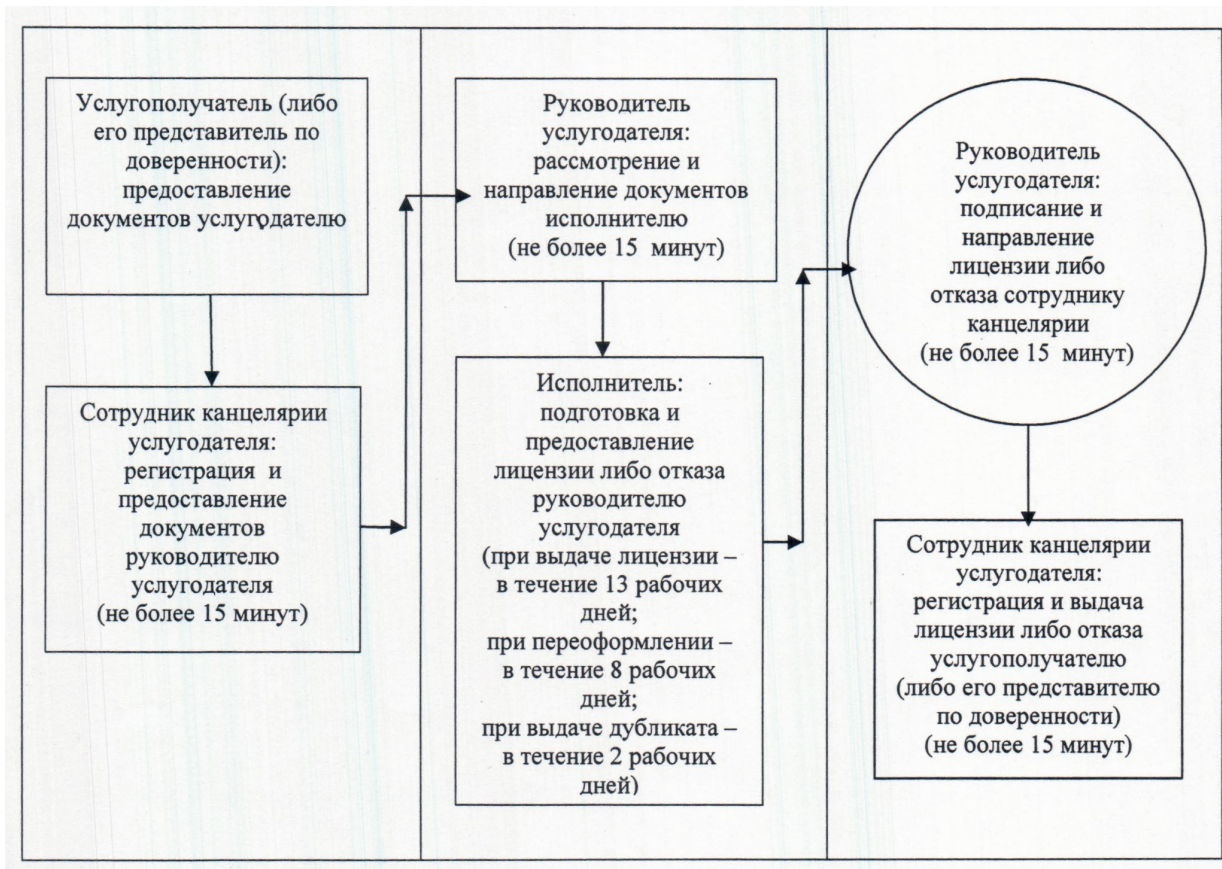 Услугополучатель (либо
его представитель по
доверенности):
предоставление
документов услугодателю
Сотрудник канцелярии
услугодателя:
регистрация и
предоставление
документов
руководителю
услугодателя
(не более 15 минут)
Руководитель
услугодателя:
рассмотрение и
направление документов
исполнителю
(не более 15 минут)
Исполнитель:
подготовка и
предоставление
лицензии либо отказа
руководителю
услугодателя
(при выдаче лицензии –
в течение 13 рабочих
дней;
при переоформлении –
в течение 8 рабочих
дней;
при выдаче дубликата –
в течение 2 рабочих
дней)
Руководитель
услугодателя:
подписание и
направление
лицензии либо
отказа сотруднику
канцелярии
(не более 15 минут)
Сотрудник канцелярии
услугодателя:
регистрация и выдача
лицензии либо отказа
услугополучателю
(либо его представителю
по доверенности)
(не более 15 минут)